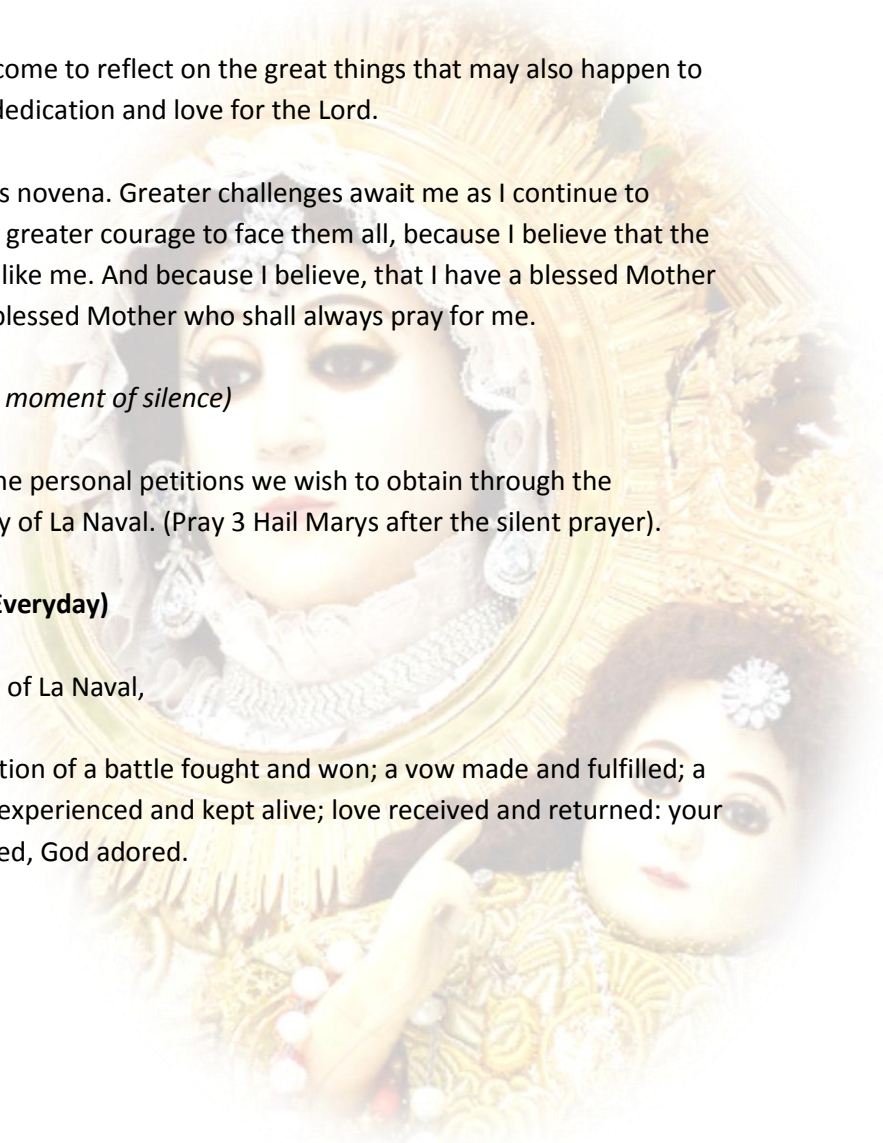 come to reflect on the great things that may also happen to
dedication and love for the Lord.
s novena. Greater challenges await me as I continue to
greater courage to face them all, because I believe that the
like me. And because I believe, that I have a blessed Mother
blessed Mother who shall always pray for me.
moment of silence)
he personal petitions we wish to obtain through the
y of La Naval. (Pray 3 Hail Marys after the silent prayer).
Everyday)
of La Naval,
tion of a battle fought and won; a vow made and fulfilled; a
experienced and kept alive; love received and returned: your
ed, God adored.